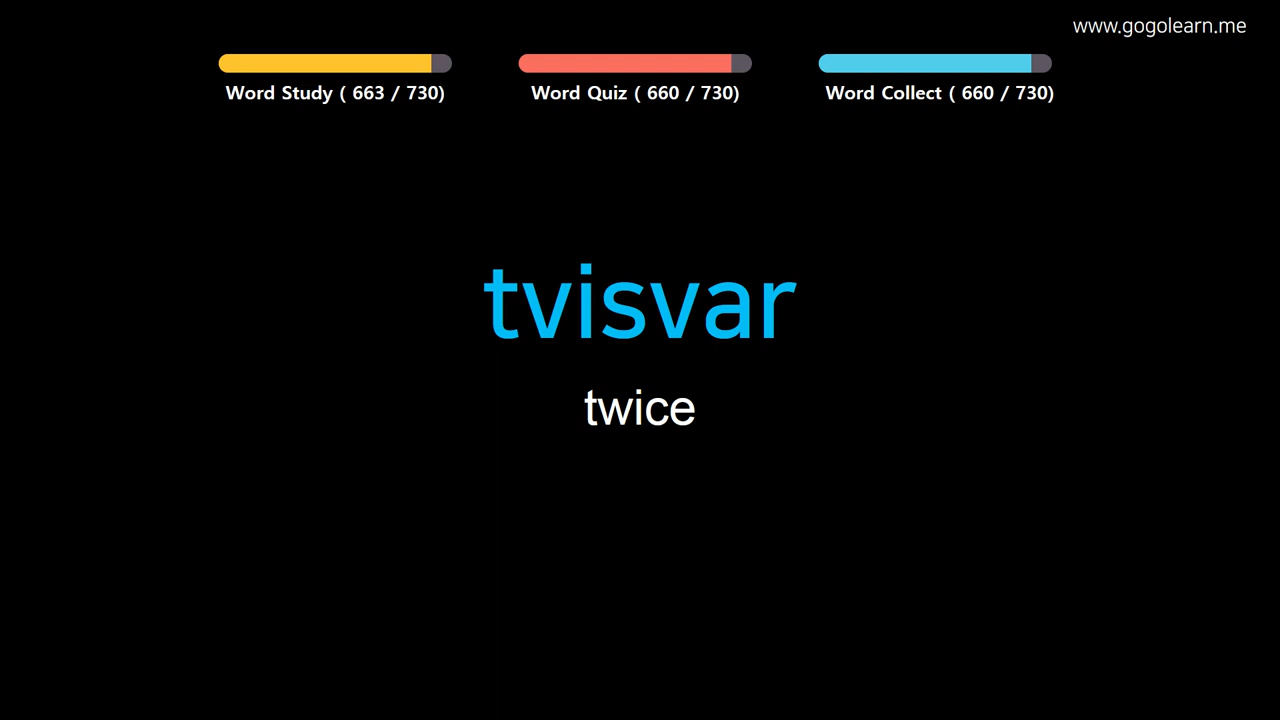 www.gogolearn.me
Word Study ( 663 / 730)
Word Quiz ( 660 / 730)
Word Collect ( 660 / 730)
tvisvar
twice